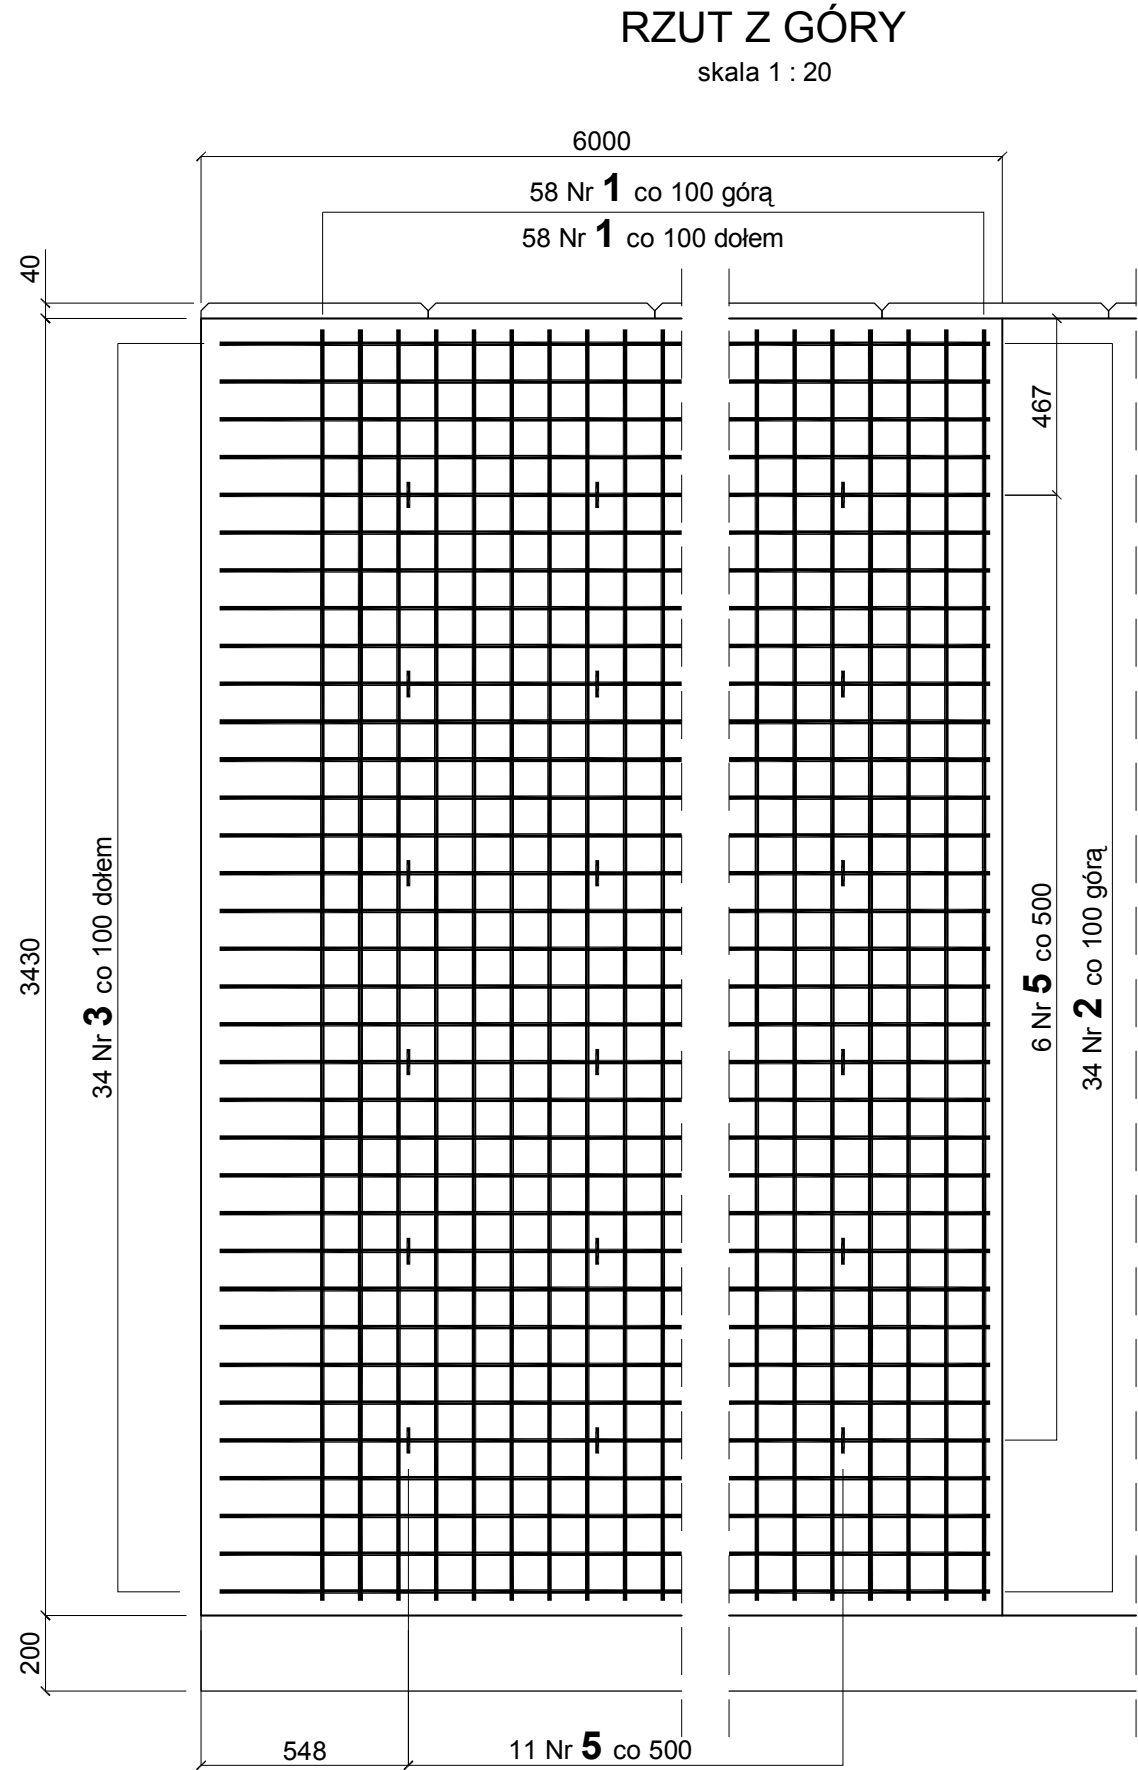 RZUT Z GÓRY
skala 1 : 20
6000
58 Nr 1 co 100 górą
58 Nr 1 co 100 dołem
40
467
3430
34 Nr 3 co 100 dołem
6 Nr 5 co 500
34 Nr 2 co 100 górą
200
548
11 Nr 5 co 500